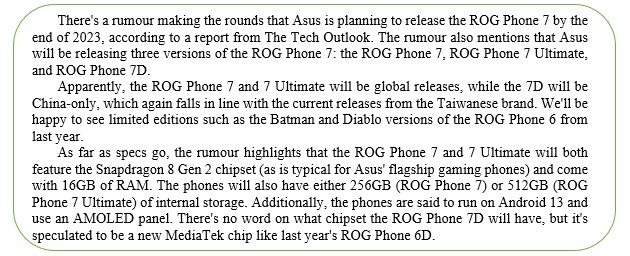 There's a rumour making the rounds that Asus is planning to release the ROG Phone 7 by the
end of 2023, according to a report from The Tech Outlook. The rumour also mentions that Asus
will be releasing three versions of the ROG Phone 7: the ROG Phone 7, ROG Phone 7 Ultimate,
and ROG Phone 7D.
Apparently, the ROG Phone 7 and 7 Ultimate will be global releases, while the 7D will be
China-only, which again falls in line with the current releases from the Taiwanese brand. We'll be
happy to see limited editions such as the Batman and Diablo versions of the ROG Phone 6 from
last year.
As far as specs go, the rumour highlights that the ROG Phone 7 and 7 Ultimate will both
feature the Snapdragon 8 Gen 2 chipset (as is typical for Asus' flagship gaming phones) and come
with 16GB of RAM. The phones will also have either 256GB (ROG Phone 7) or 512GB (ROG
Phone 7 Ultimate) of internal storage. Additionally, the phones are said to run on Android 13 and
use an AMOLED panel. There's no word on what chipset the ROG Phone 7D will have, but it's
speculated to be a new MediaTek chip like last year's ROG Phone 6D.